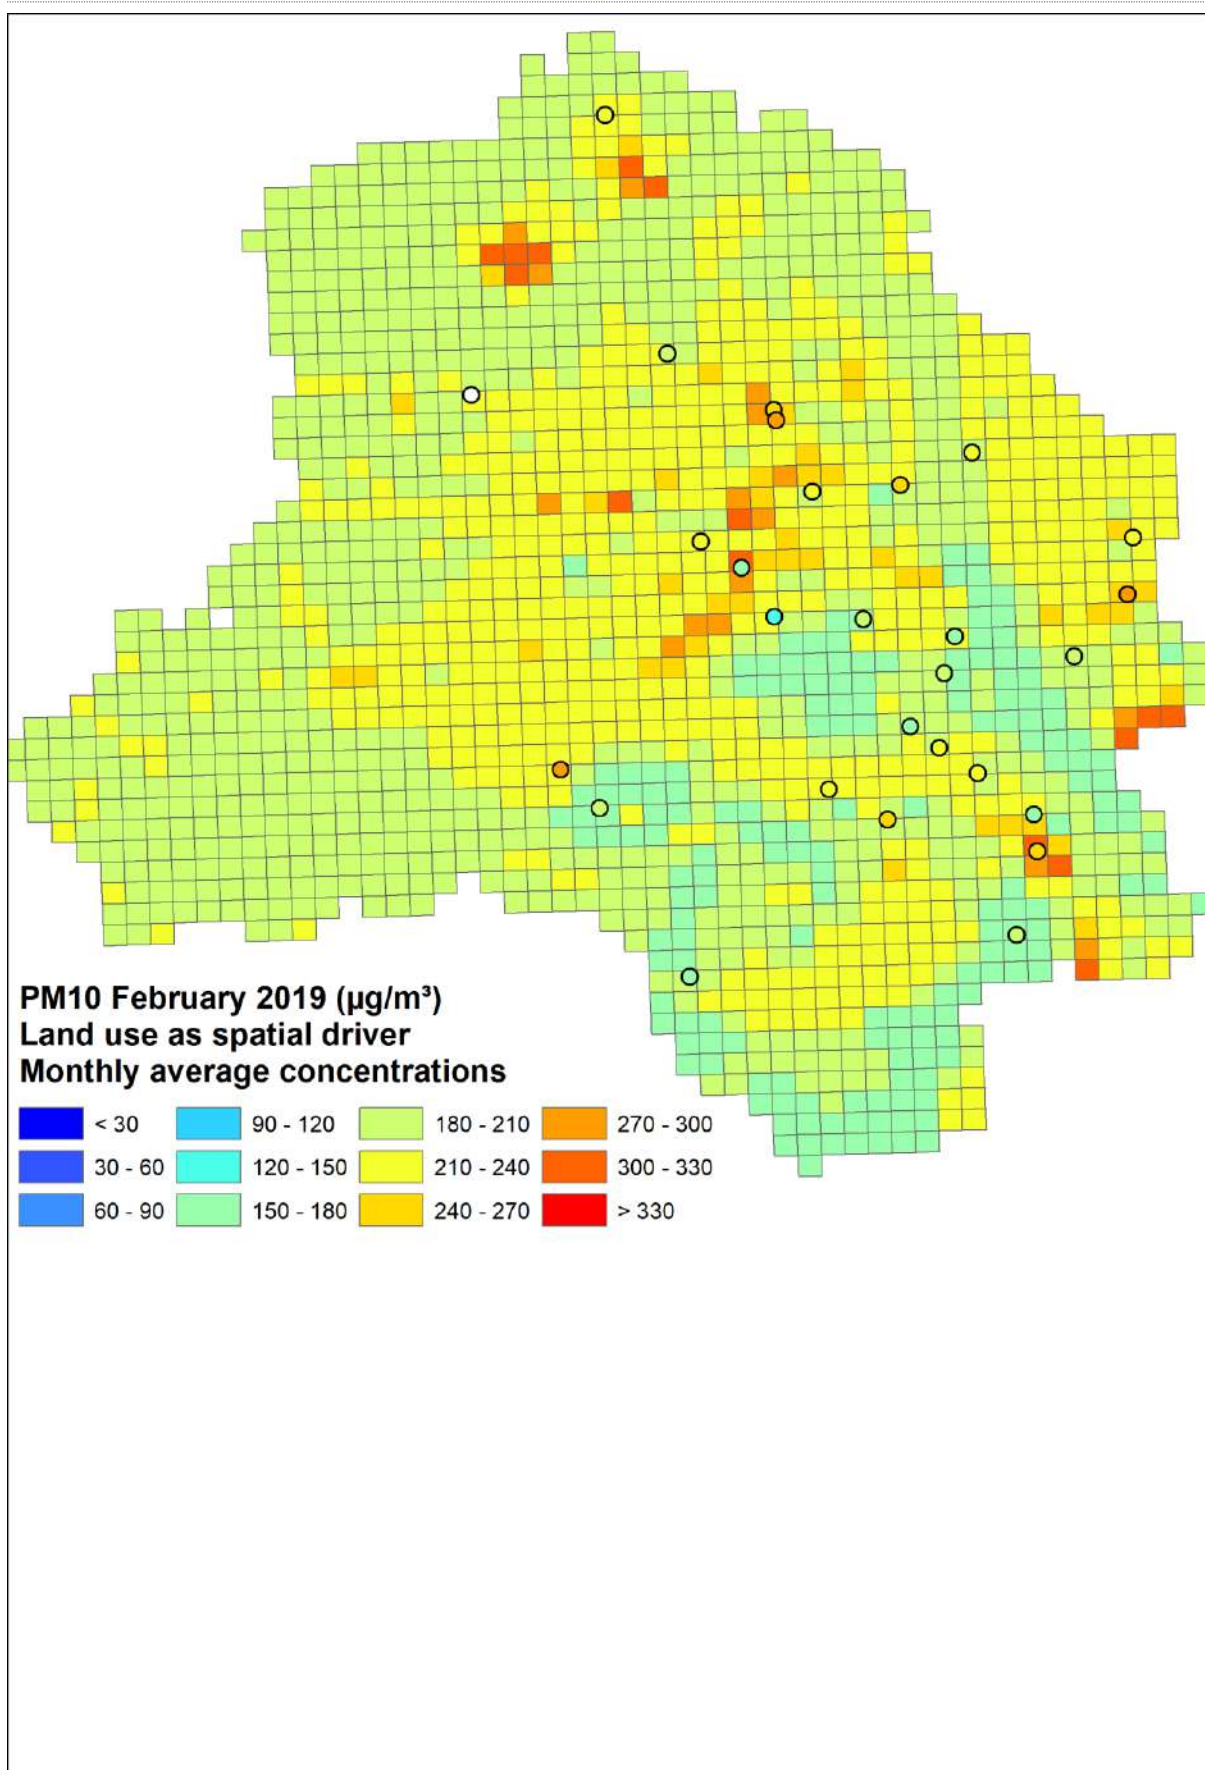 PM10 February 2019 (µg/m³)
Land use as spatial driver
Monthly average concentrations
< 30
90 - 120
180 - 210
270 - 300
30 - 60
120 - 150
210 - 240
300 - 330
60 - 90
150 - 180
240 - 270
> 330